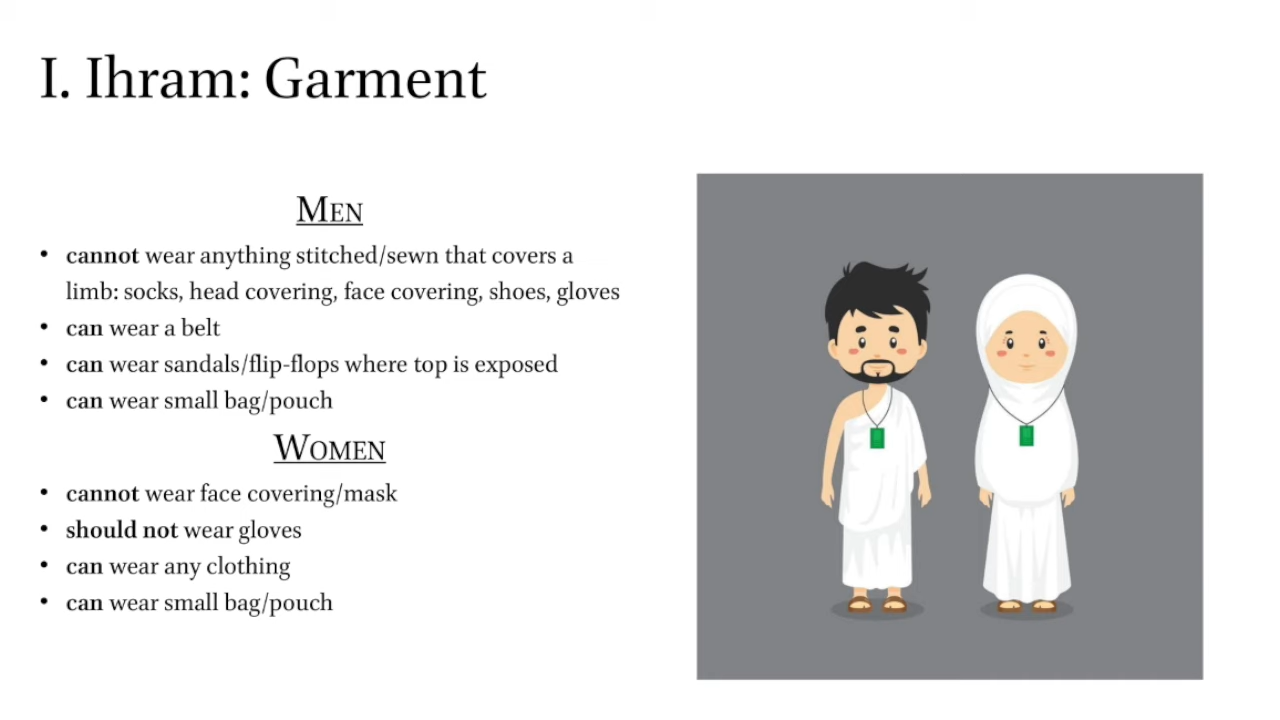 I. Ihram: Garment
Men
• cannot wear anything stitched/sewn that covers a
limb: socks, head covering, face covering, shoes, gloves
• can wear a belt
• can wear sandals/flip-flops where top is exposed
• can wear small bag/pouch
Women
• cannot wear face covering/mask
• should not wear gloves
• can wear any clothing
• can wear small bag/pouch